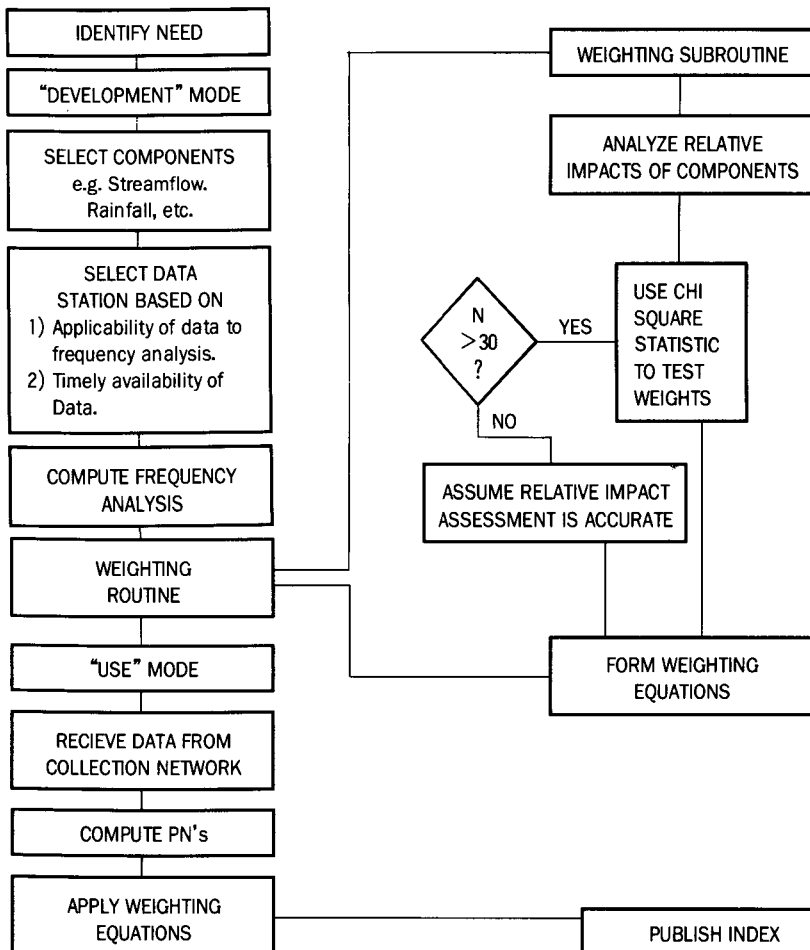 IDENTIFY NEED
"DEVELOPMENT" MODE
SELECT COMPONENTS
e.g. Streamflow.
Rainfall, etc.
SELECT DATA
STATION BASED ON
1) Applicability of data to
frequency analysis.
2) Timely availability of
Data.
COMPUTE FREQUENCY
ANALYSIS
WEIGHTING
ROUTINE
"USE" MODE
RECIEVE DATA FROM
COLLECTION NETWORK
COMPUTE PN's
APPLY WEIGHTING
EQUATIONS
WEIGHTING SUBROUTINE
ANALYZE RELATIVE
IMPACTS OF COMPONENTS
N
>30
?
YES
NO
USE CHI
SQUARE
STATISTIC
TO TEST
WEIGHTS
ASSUME RELATIVE IMPACT
ASSESSMENT IS ACCURATE
FORM WEIGHTING
EQUATIONS
PUBLISH INDEX